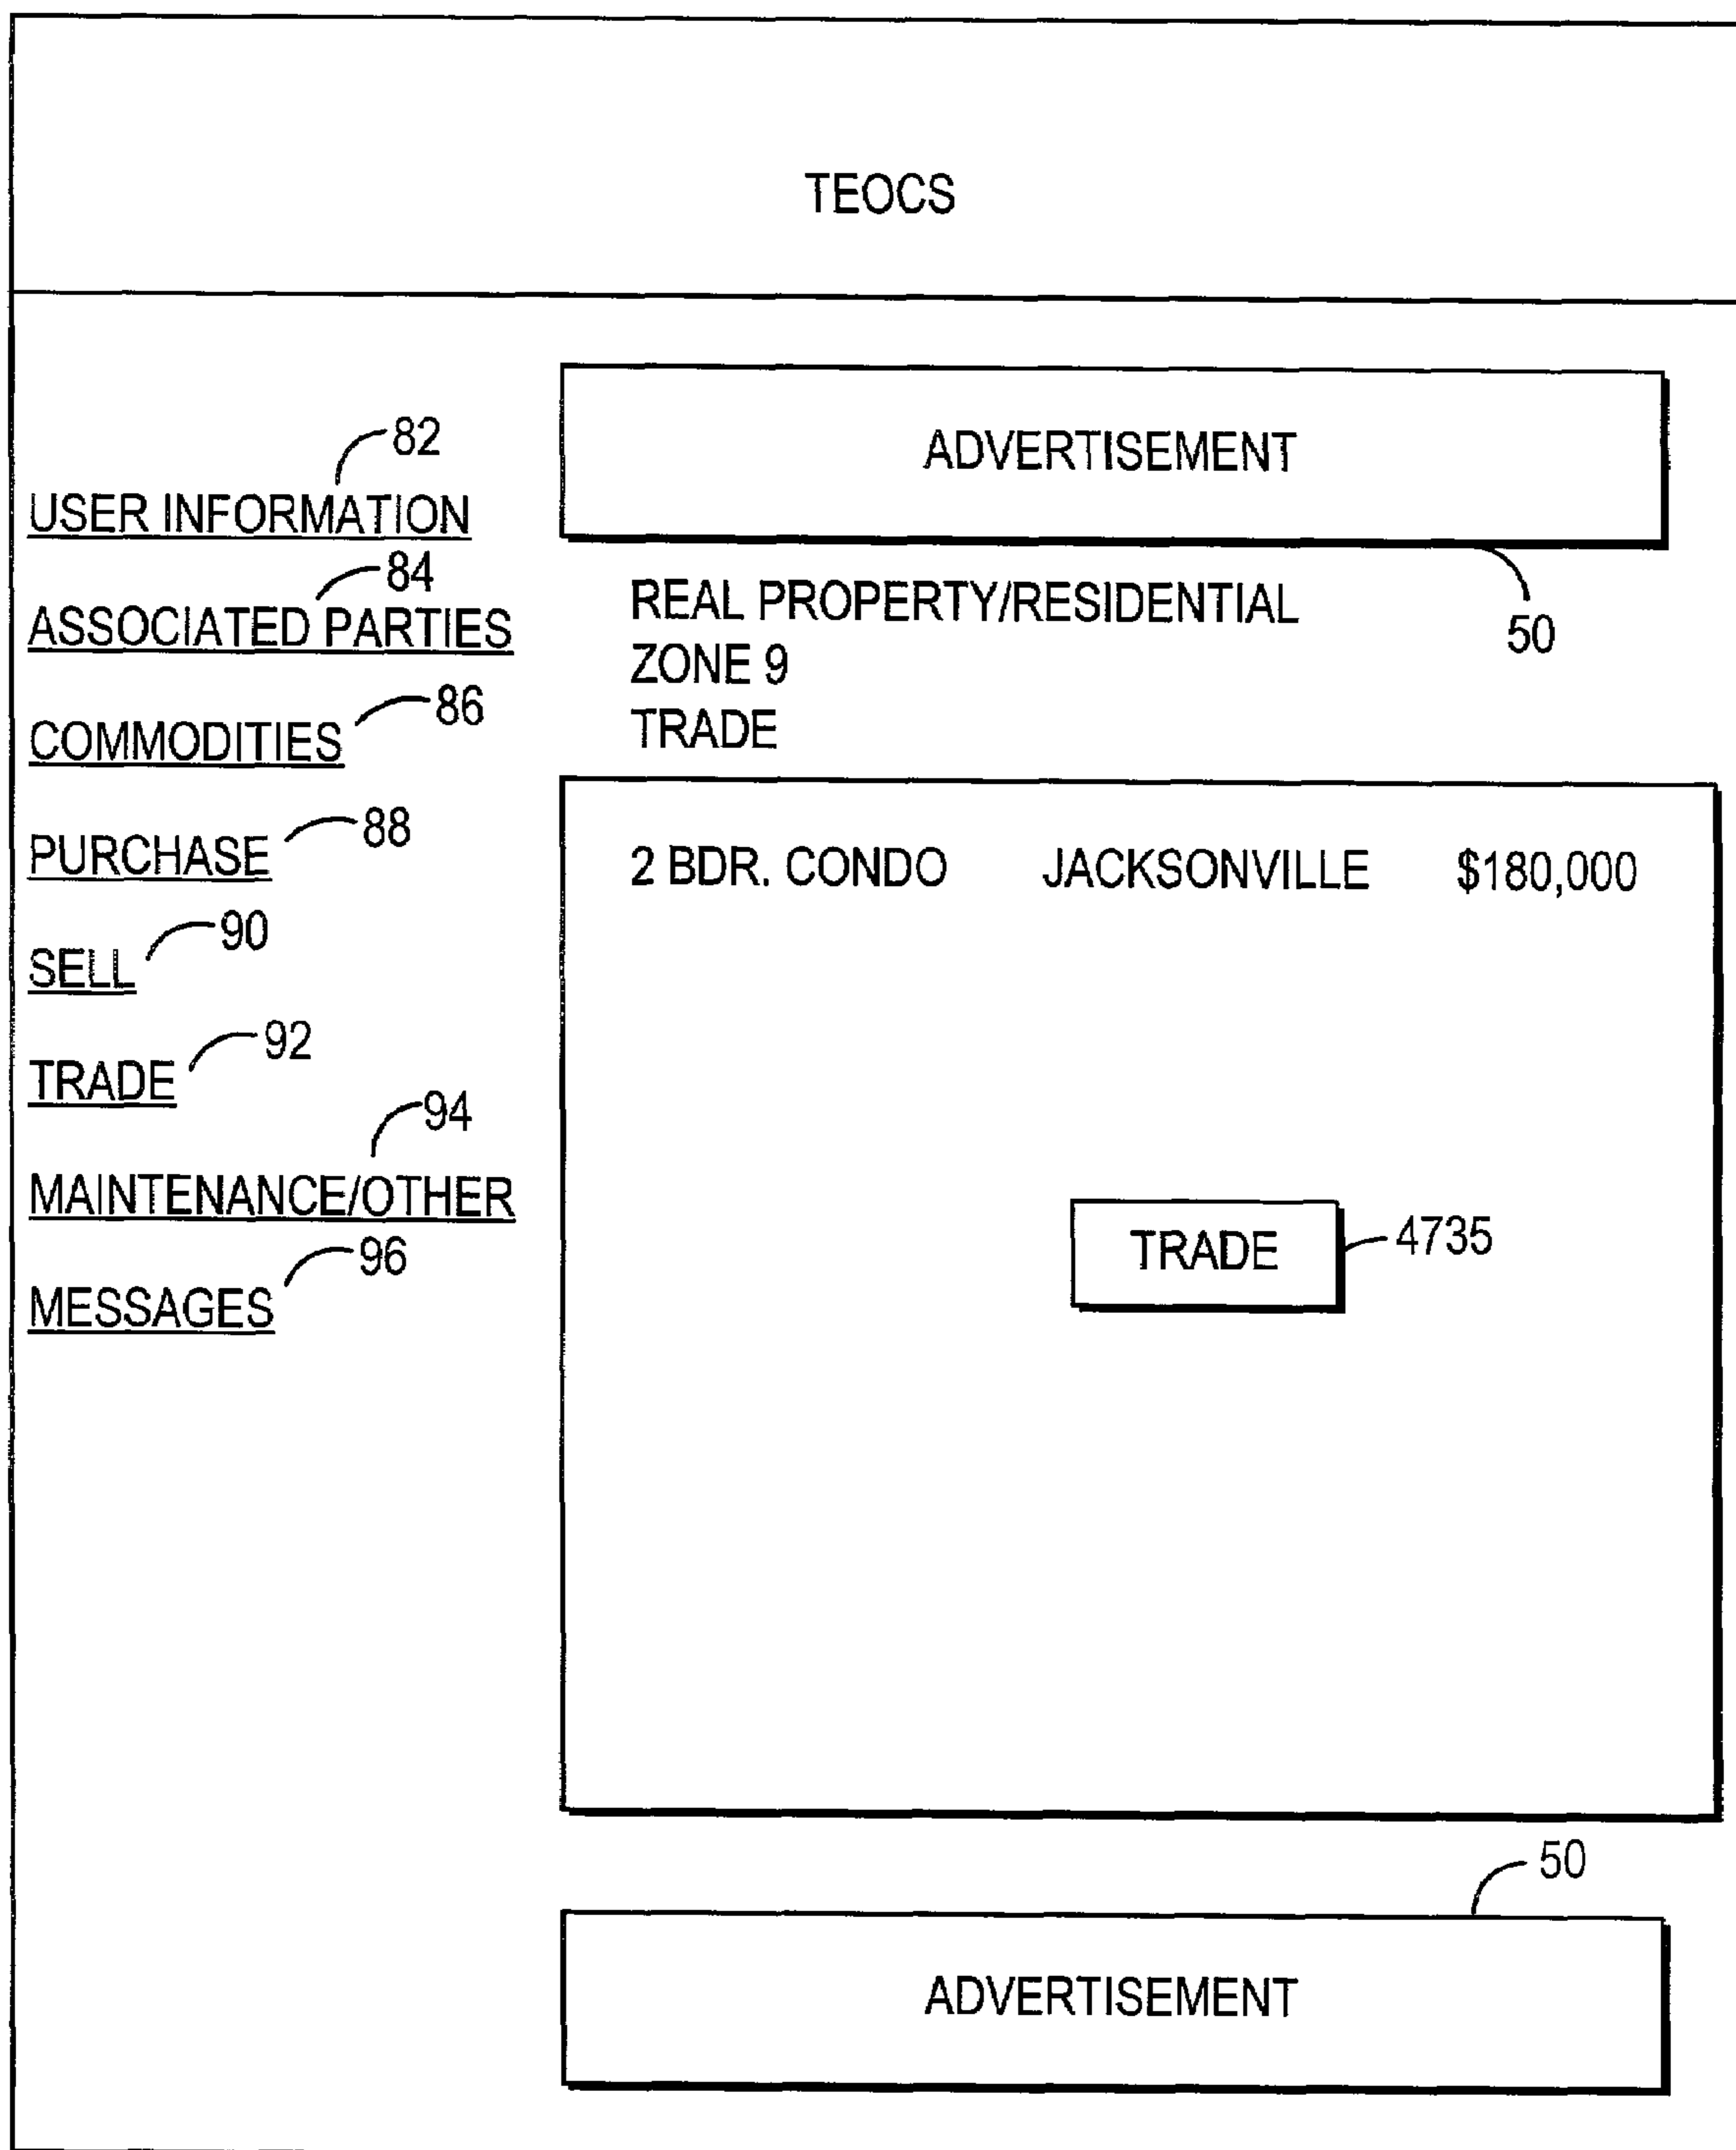 TEOCS
ADVERTISEMENT
50
82
USER INFORMATION
84
ASSOCIATED PARTIES
86
COMMODITIES
88
PURCHASE
90
SELL
92
TRADE
94
MAINTENANCE/OTHER
96
MESSAGES
REAL PROPERTY/RESIDENTIAL
ZONE 9
TRADE
2 BDR. CONDO JACKSONVILLE $180,000
TRADE 4735
50
ADVERTISEMENT